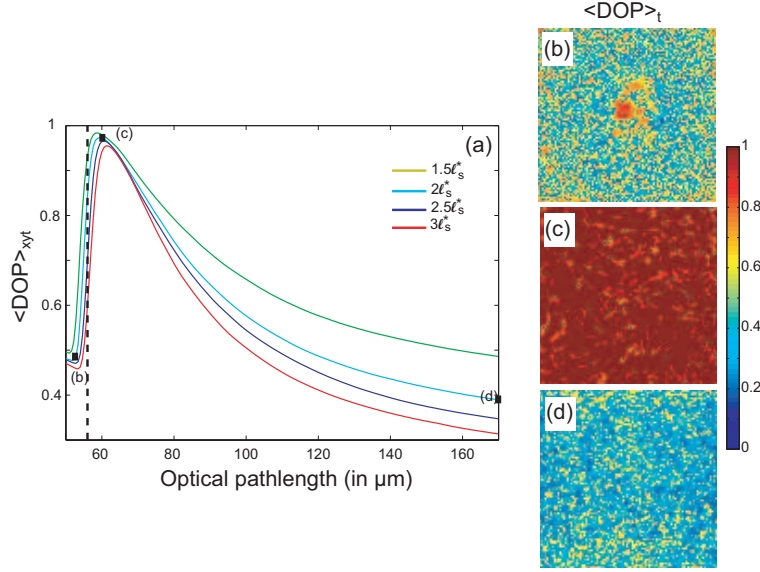 <DOP>t
(b)
1
(c)
(a)
1.5ℓ*s
2ℓ*s
2.5ℓ*s
3ℓ*s
0.8
0.6
0.4
<DOP>xyt
(b)
(d)
60
80
100
120
140
160
Optical pathlength (in μm)
(c)
(d)
1
0.8
0.6
0.4
0.2
0